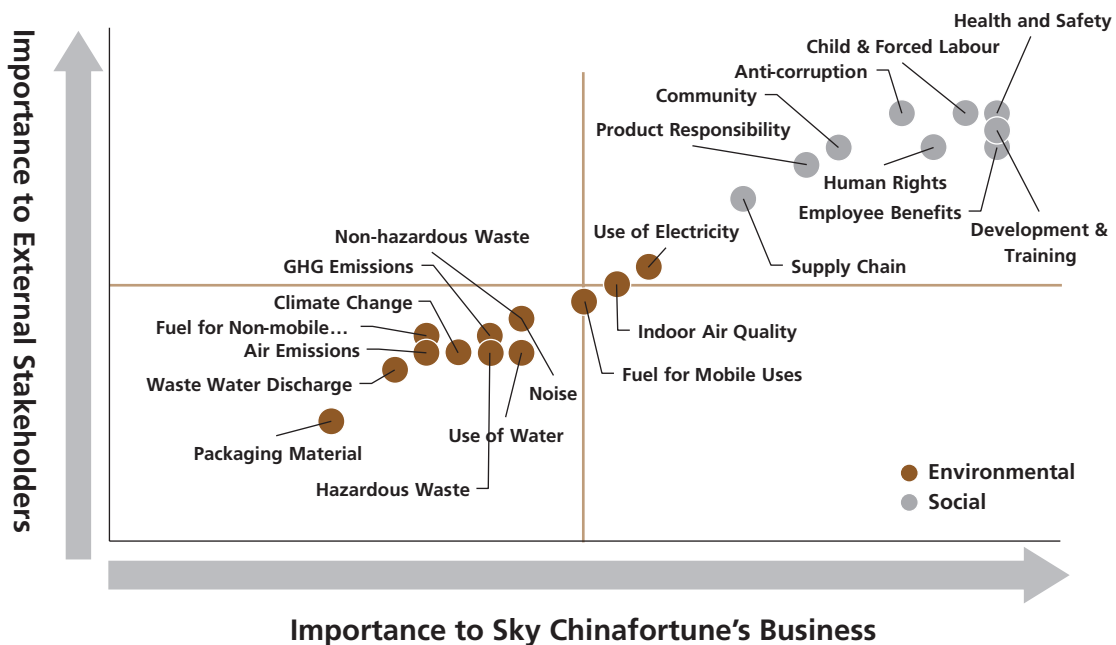 Importance to External Stakeholders
Health and Safety
Child & Forced Labour
Anti-corruption
Community
Product Responsibility
Human Rights
Employee Benefits
Development &
Training
Use of Electricity
Supply Chain
Non-hazardous Waste
GHG Emissions
Climate Change
Fuel for Non-mobile...
Air Emissions
Waste Water Discharge
Indoor Air Quality
Fuel for Mobile Uses
Noise
Use of Water
Packaging Material
Hazardous Waste
Environmental
Social
Importance to Sky Chinafortune's Business